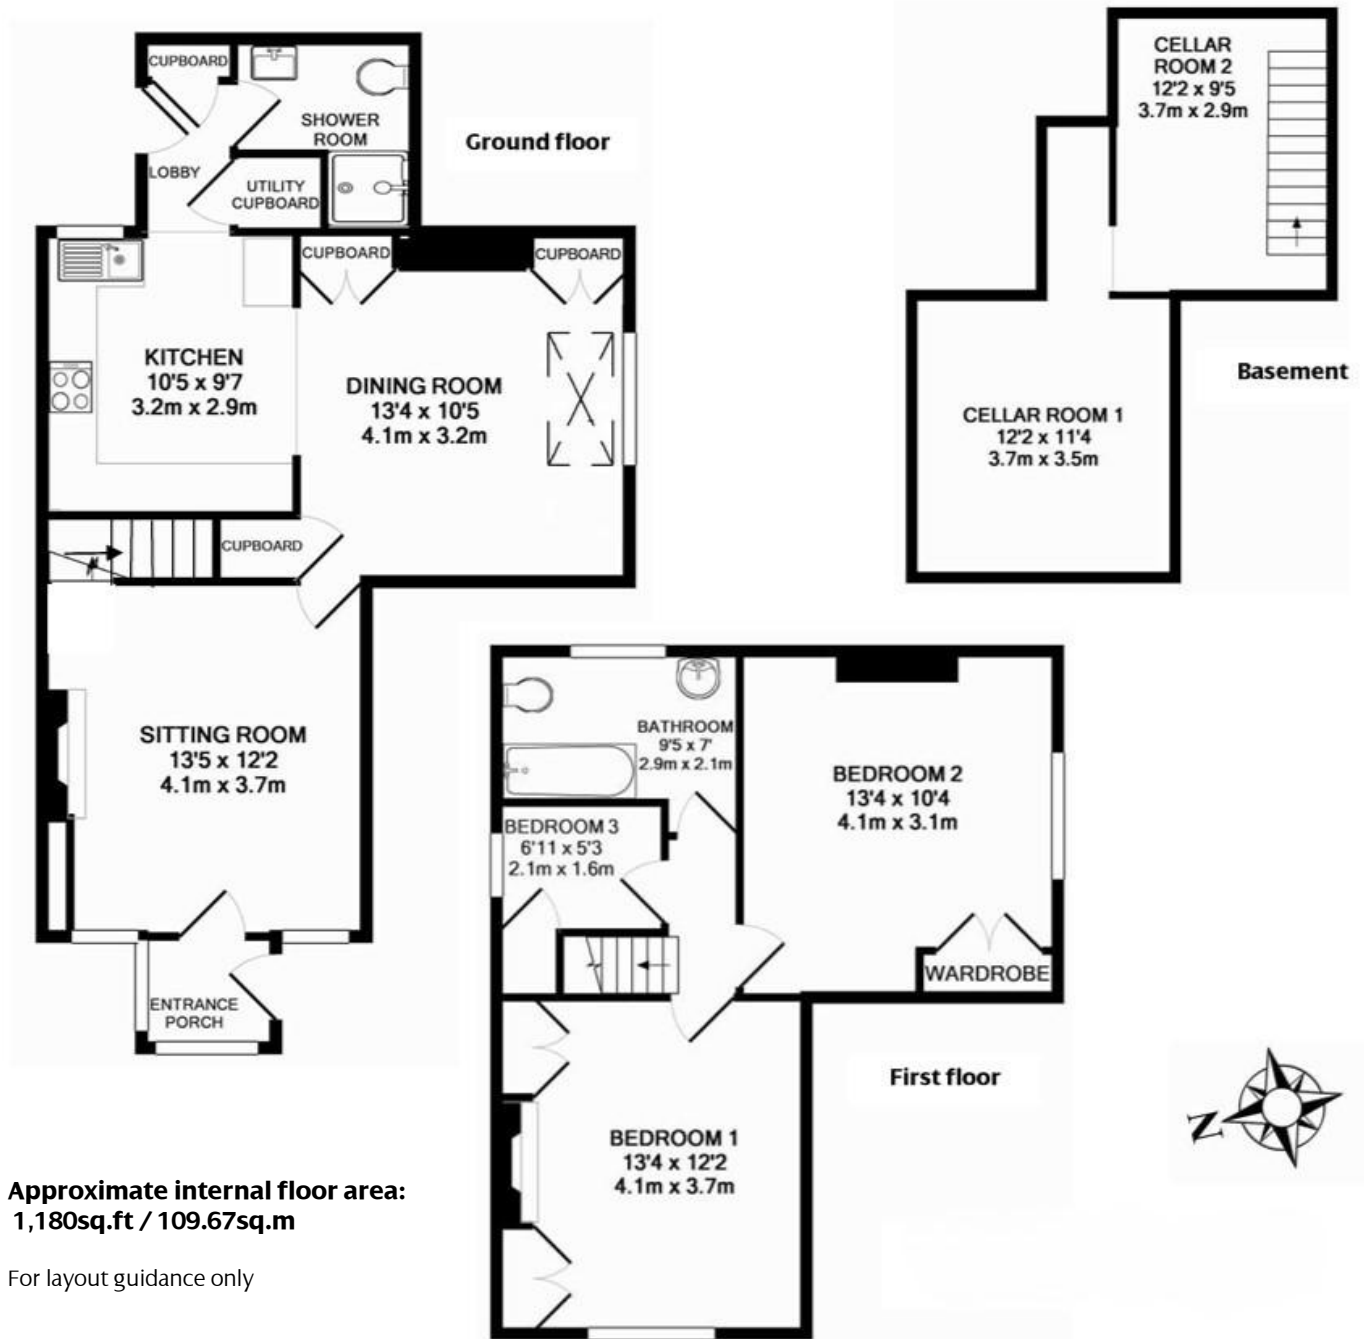 CUPBOARD
SHOWER
ROOM
LOBBY
UTILITY
CUPBOARD
Ground floor
CUPBOARD
CUPBOARD
KITCHEN
10'5 x 9'7
3.2m x 2.9m
DINING ROOM
13'4 x 10'5
4.1m x 3.2m
CUPBOARD
SITTING ROOM
13'5 x 12'2
4.1m x 3.7m
ENTRANCE
PORCH
CELLAR
ROOM 2
12'2 x 9'5
3.7m x 2.9m
Basement
CELLAR ROOM 1
12'2 x 11'4
3.7m x 3.5m
BATHROOM
9'5 x 7'
2.9m x 2.1m
BEDROOM 2
13'4 x 10'4
4.1m x 3.1m
BEDROOM 3
6'11 x 5'3
2.1m x 1.6m
WARDROBE
First floor
BEDROOM 1
13'4 x 12'2
4.1m x 3.7m
N
Approximate internal floor area:
1,180sq.ft / 109.67sq.m
For layout guidance only